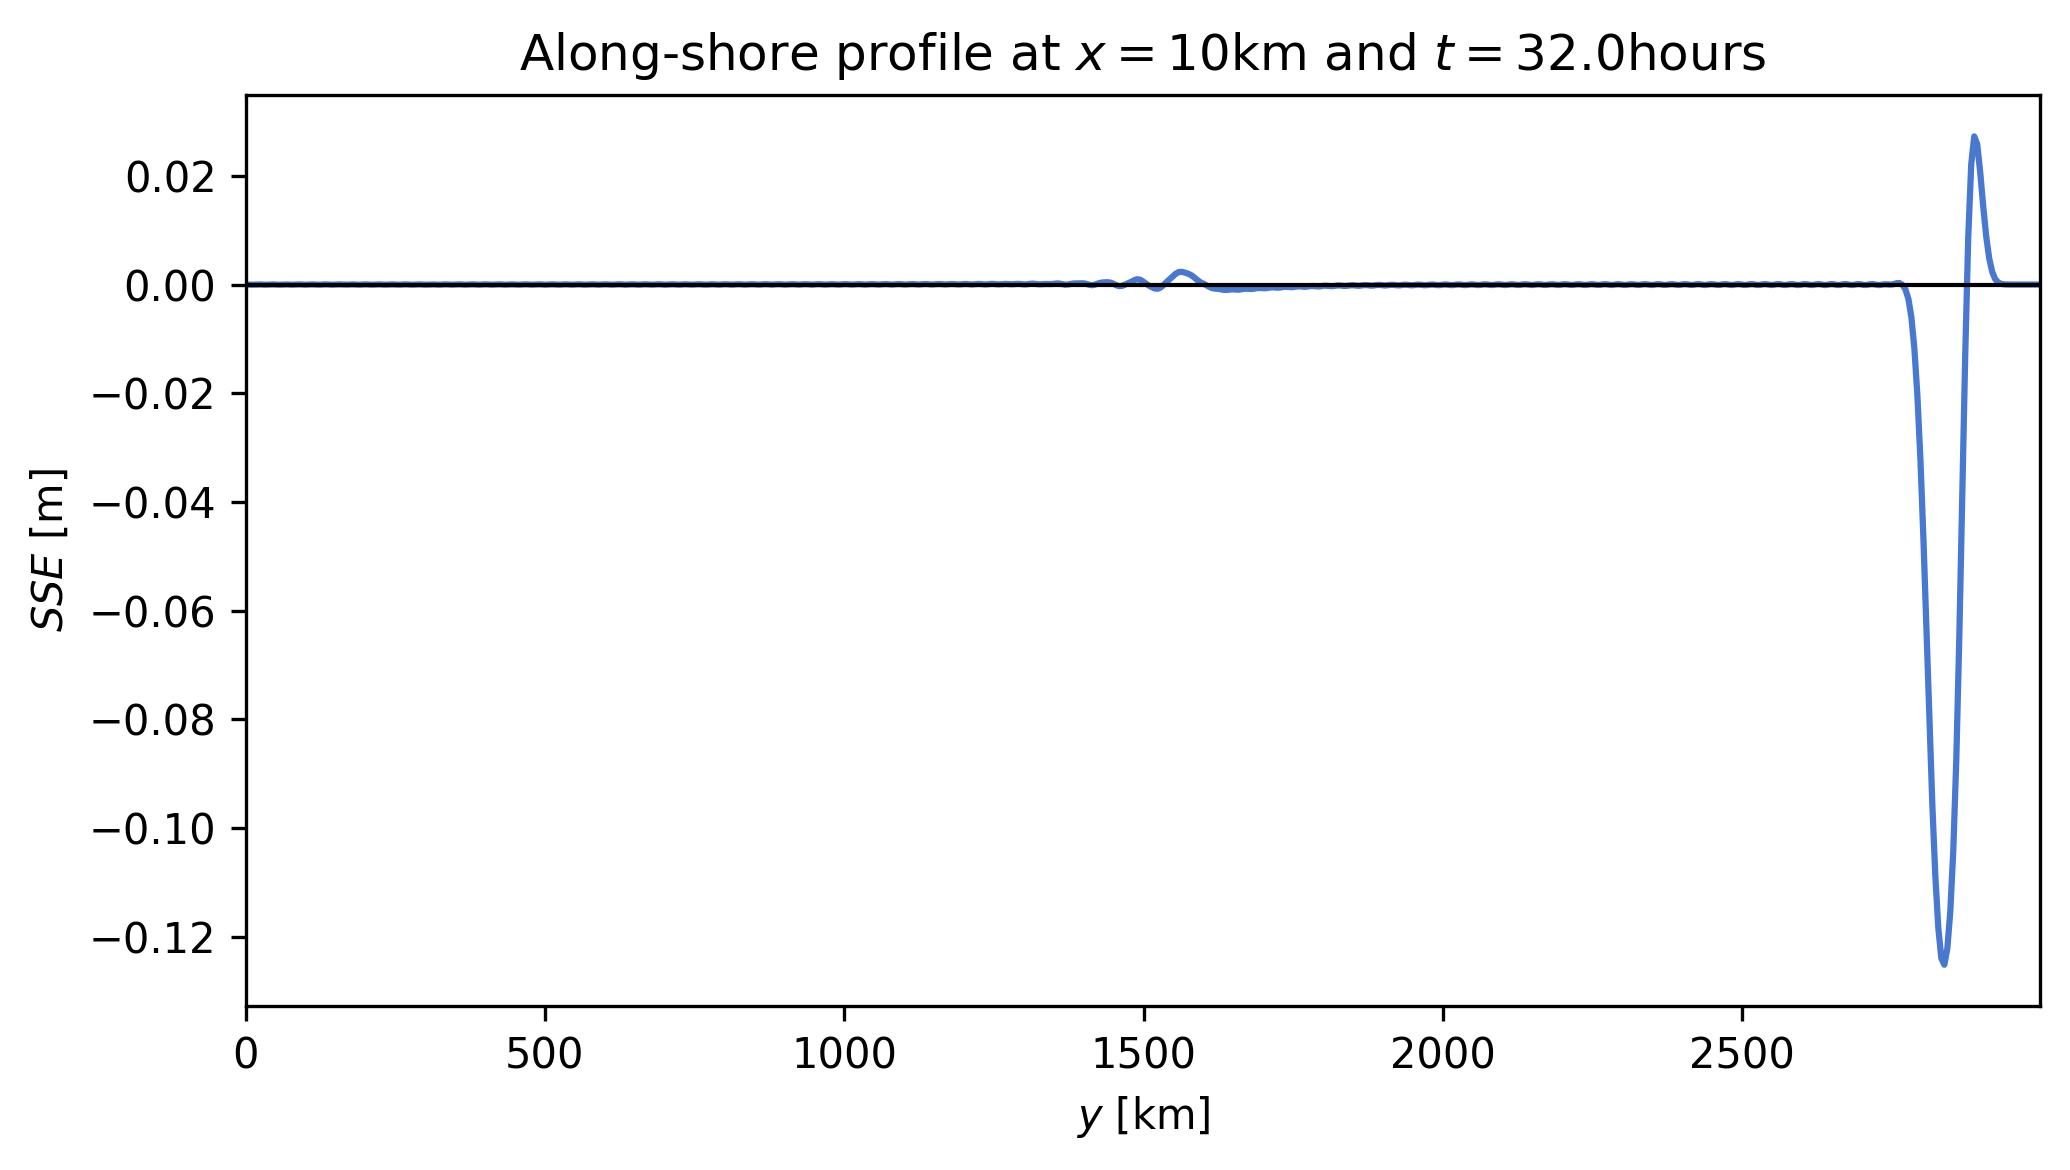 Along-shore profile at x = 10km and t = 32.0hours
0.02
0.00
−0.02
−0.04
−0.06
−0.08
−0.10
−0.12
SSE [m]
0 500 1000 1500 2000 2500
y [km]